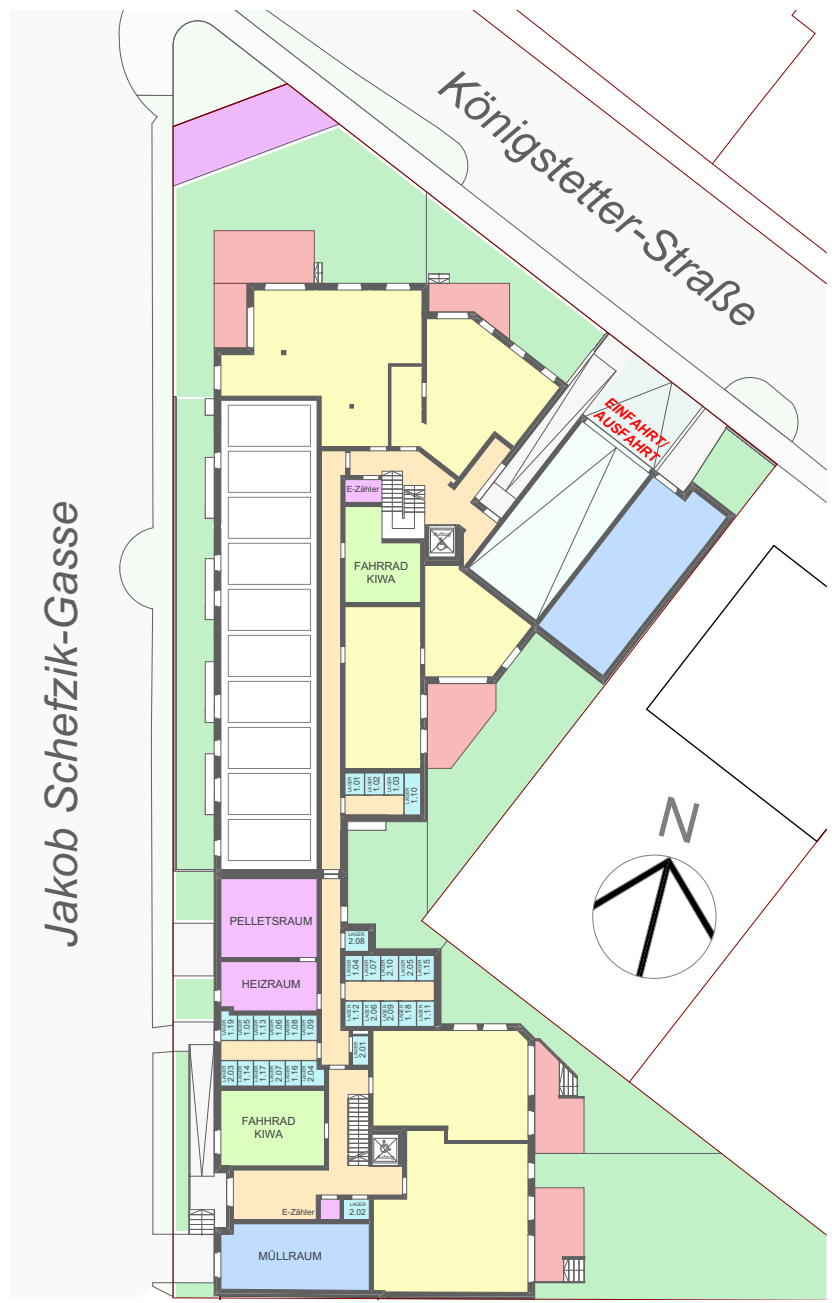 Königstetter-Straße
EINFAHRT/
AUSFAHRT
E-Zähler
Aufzug
FAHRRAD
KIWA
Jakob Schefzik-Gasse
LAGER
1.01
LAGER
1.02
LAGER
1.03
LAGER
1.10
N
PELLETSRAUM
LAGER
2.08
HEIZRAUM
LAGER
1.04
LAGER
1.07
LAGER
2.10
LAGER
2.05
LAGER
1.15
LAGER
1.12
LAGER
2.06
LAGER
2.09
LAGER
1.18
LAGER
1.11
LAGER
1.19
LAGER
1.05
LAGER
1.13
LAGER
1.06
LAGER
1.08
LAGER
1.09
LAGER
2.01
LAGER
2.03
LAGER
1.14
LAGER
1.17
LAGER
2.07
LAGER
1.16
LAGER
2.04
FAHHRAD
KIWA
Aufzug
E-Zähler
LAGER
2.02
MÜLLRAUM